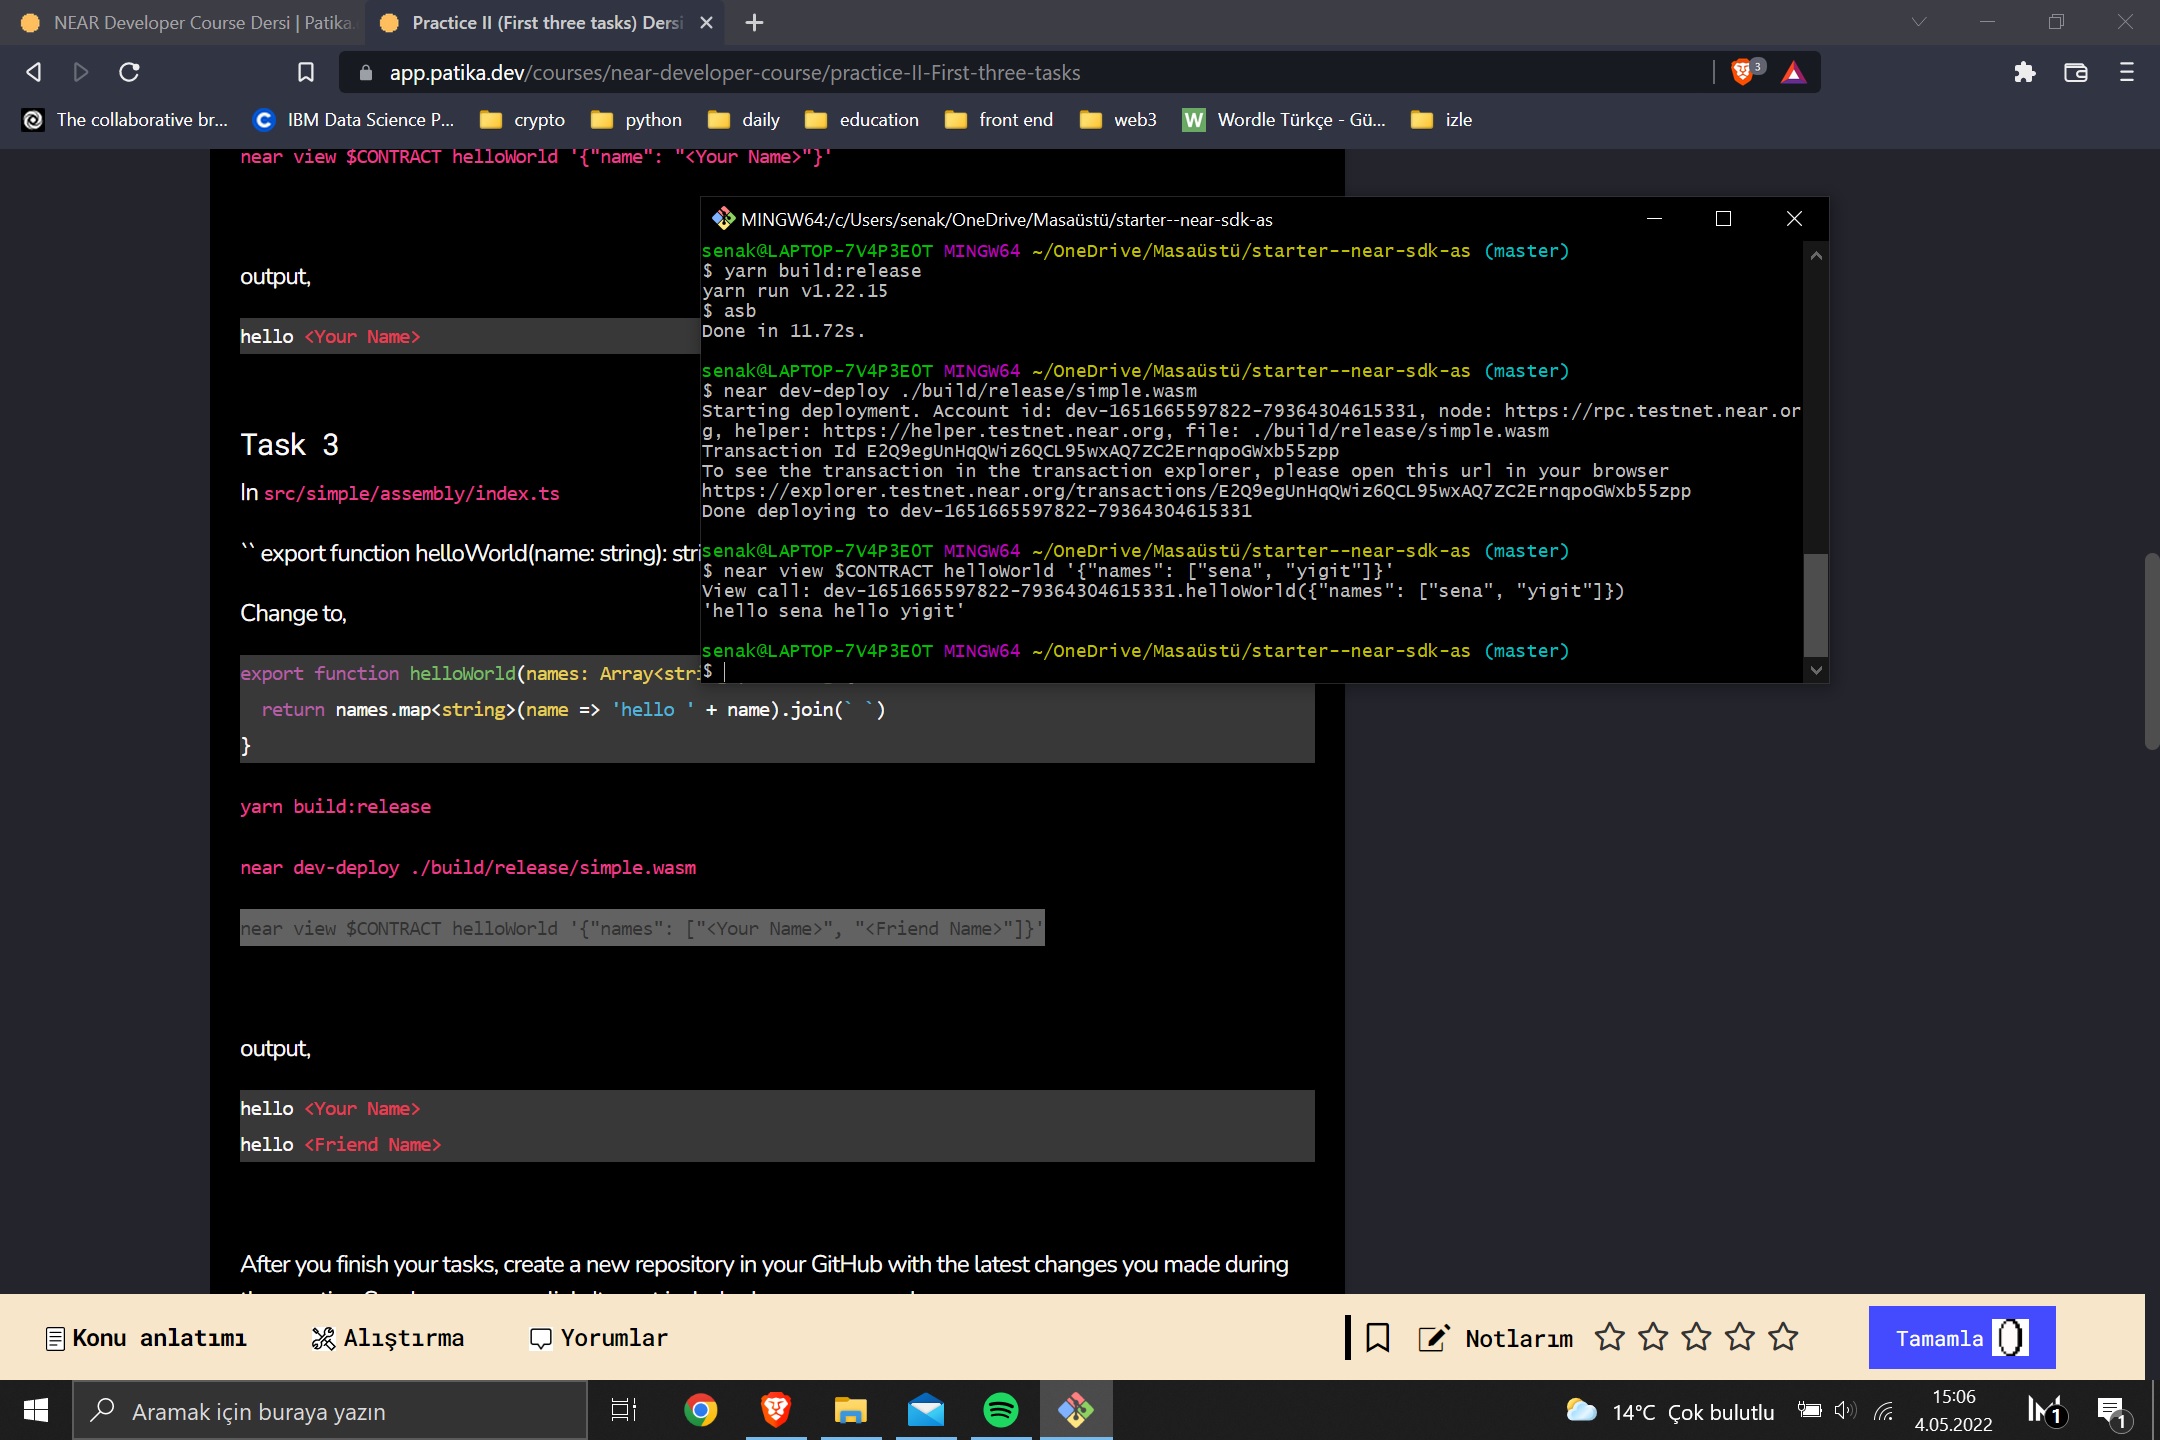 NEAR Developer Course Dersi | Patika.
Practice II (First three tasks) Dersi
app.patika.dev/courses/near-developer-course/practice-II-First-three-tasks
3
The collaborative br...
IBM Data Science P...
crypto
python
daily
education
front end
web3
W Wordle Türkçe - Gü...
izle
near view $CONTRACT helloWorld '{"name": "<Your Name>"}'
output,
hello <Your Name>
Task 3
In src/simple/assembly/index.ts
`` export function helloWorld(name: string): stri
Change to,
export function helloWorld(names: Array<stri
return names.map<string>(name => 'hello ' + name).join(` `)
}
yarn build:release
near dev-deploy ./build/release/simple.wasm
near view $CONTRACT helloWorld '{"names": ["<Your Name>", "<Friend Name>"]}'
output,
hello <Your Name>
hello <Friend Name>
After you finish your tasks, create a new repository in your GitHub with the latest changes you made during
MINGW64:/c/Users/senak/OneDrive/Masaüstü/starter--near-sdk-as
senak@LAPTOP-7V4P3E0T MINGW64 ~/OneDrive/Masaüstü/starter--near-sdk-as (master)
$ yarn build:release
yarn run v1.22.15
$ asb
Done in 11.72s.
senak@LAPTOP-7V4P3E0T MINGW64 ~/OneDrive/Masaüstü/starter--near-sdk-as (master)
$ near dev-deploy ./build/release/simple.wasm
Starting deployment. Account id: dev-1651665597822-79364304615331, node: https://rpc.testnet.near.or
g, helper: https://helper.testnet.near.org, file: ./build/release/simple.wasm
Transaction Id E2Q9egUnHqQWiz6QCL95wxAQ7ZC2ErnqpoGWxb55zpp
To see the transaction in the transaction explorer, please open this url in your browser
https://explorer.testnet.near.org/transactions/E2Q9egUnHqQWiz6QCL95wxAQ7ZC2ErnqpoGWxb55zpp
Done deploying to dev-1651665597822-79364304615331
senak@LAPTOP-7V4P3E0T MINGW64 ~/OneDrive/Masaüstü/starter--near-sdk-as (master)
$ near view $CONTRACT helloWorld '{"names": ["sena", "yigit"]}'
View call: dev-1651665597822-79364304615331.helloWorld({"names": ["sena", "yigit"]})
'hello sena hello yigit'
senak@LAPTOP-7V4P3E0T MINGW64 ~/OneDrive/Masaüstü/starter--near-sdk-as (master)
$
Konu anlatımı
Alıştırma
Yorumlar
Notlarım
Tamamla
Aramak için buraya yazın
14°C Çok bulutlu
15:06
4.05.2022
1
1